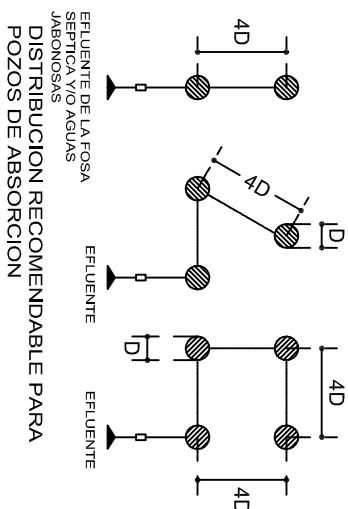 4D
EFLUENTE DE LA FOSA
SEPTICA Y/O AGUAS
JABONOSAS
4D
D
EFLUENTE
4D
D
4D
EFLUENTE
DISTRIBUCION RECOMENDABLE PARA
POZOS DE ABSORCION